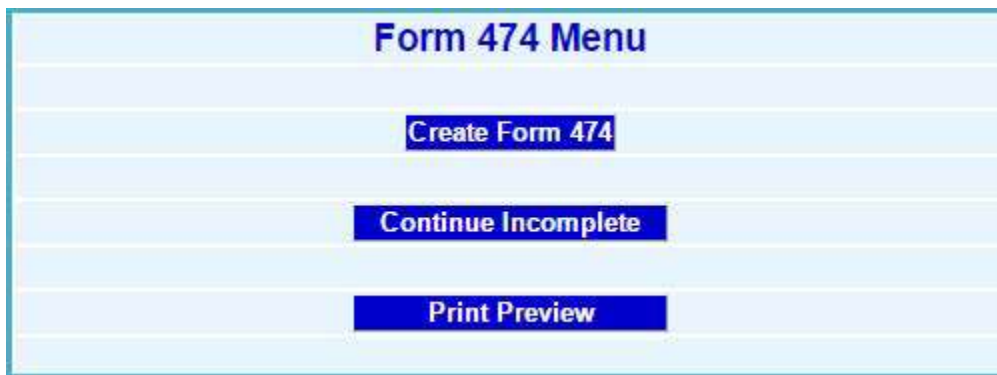 Form 474 Menu
Create Form 474
Continue Incomplete
Print Preview